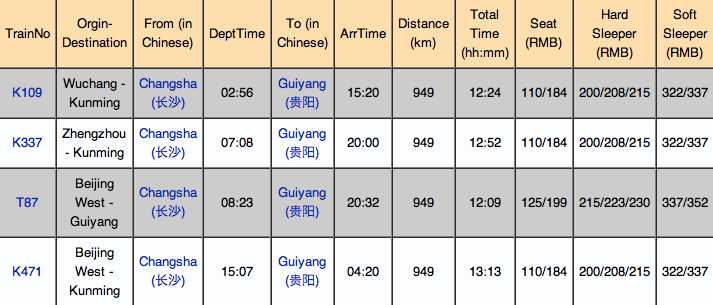 TrainNo Orgin- Destination From (in Chinese) DeptTime To (in Chinese) ArrTime Distance (km) Total Time (hh:mm) Seat (RMB) Hard Sleeper (RMB) Soft Sleeper (RMB)
K109 Wuchang - Kunming Changsha (长沙) 02:56 Guiyang (贵阳) 15:20 949 12:24 110/184 200/208/215 322/337
K337 Zhengzhou - Kunming Changsha (长沙) 07:08 Guiyang (贵阳) 20:00 949 12:52 110/184 200/208/215 322/337
T87 Beijing West - Guiyang Changsha (长沙) 08:23 Guiyang (贵阳) 20:32 949 12:09 125/199 215/223/230 337/352
K471 Beijing West - Kunming Changsha (长沙) 15:07 Guiyang (贵阳) 04:20 949 13:13 110/184 200/208/215 322/337